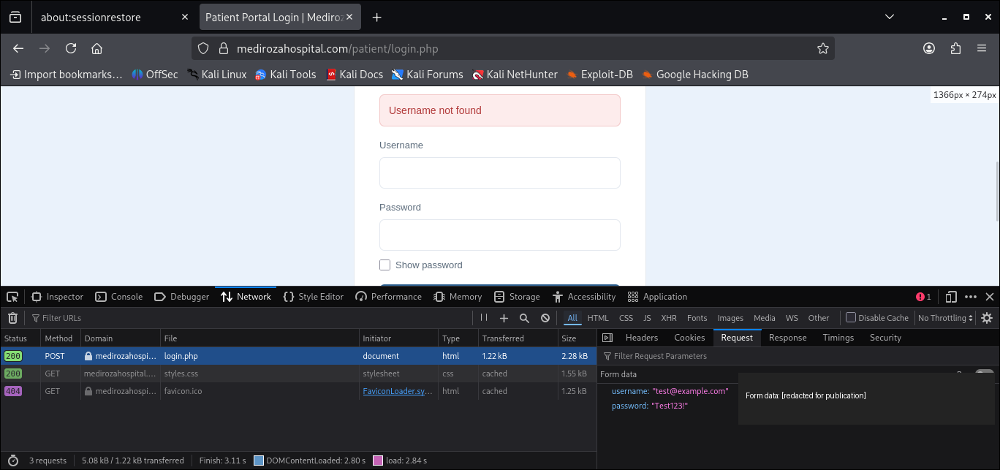 about:sessionrestore
Patient Portal Login | Mediroz
medirozahospital.com/patient/login.php
Import bookmarks… OffSec Kali Linux Kali Tools Kali Docs Kali Forums Kali NetHunter Exploit-DB Google Hacking DB
1366px × 274px
Username not found
Username
Password
Show password
Inspector Console Debugger Network Style Editor Performance Memory Storage Accessibility Application 1
Filter URLs All HTML CSS JS XHR Fonts Images Media WS Other Disable Cache No Throttling
Status Method Domain File Initiator Type Transferred Size
200 POST medirozahospi… login.php document html 1.22 kB 2.28 kB
200 GET medirozahospital.… styles.css stylesheet css cached 1.55 kB
404 GET medirozahospi… favicon.ico FaviconLoader.sy… html cached 1.25 kB
Headers Cookies Request Response Timings Security
Filter Request Parameters
Form data
username: "test@example.com"
password: "Test123!"
Form data: [redacted for publication]
3 requests 5.08 kB / 1.22 kB transferred Finish: 3.11 s DOMContentLoaded: 2.80 s load: 2.84 s